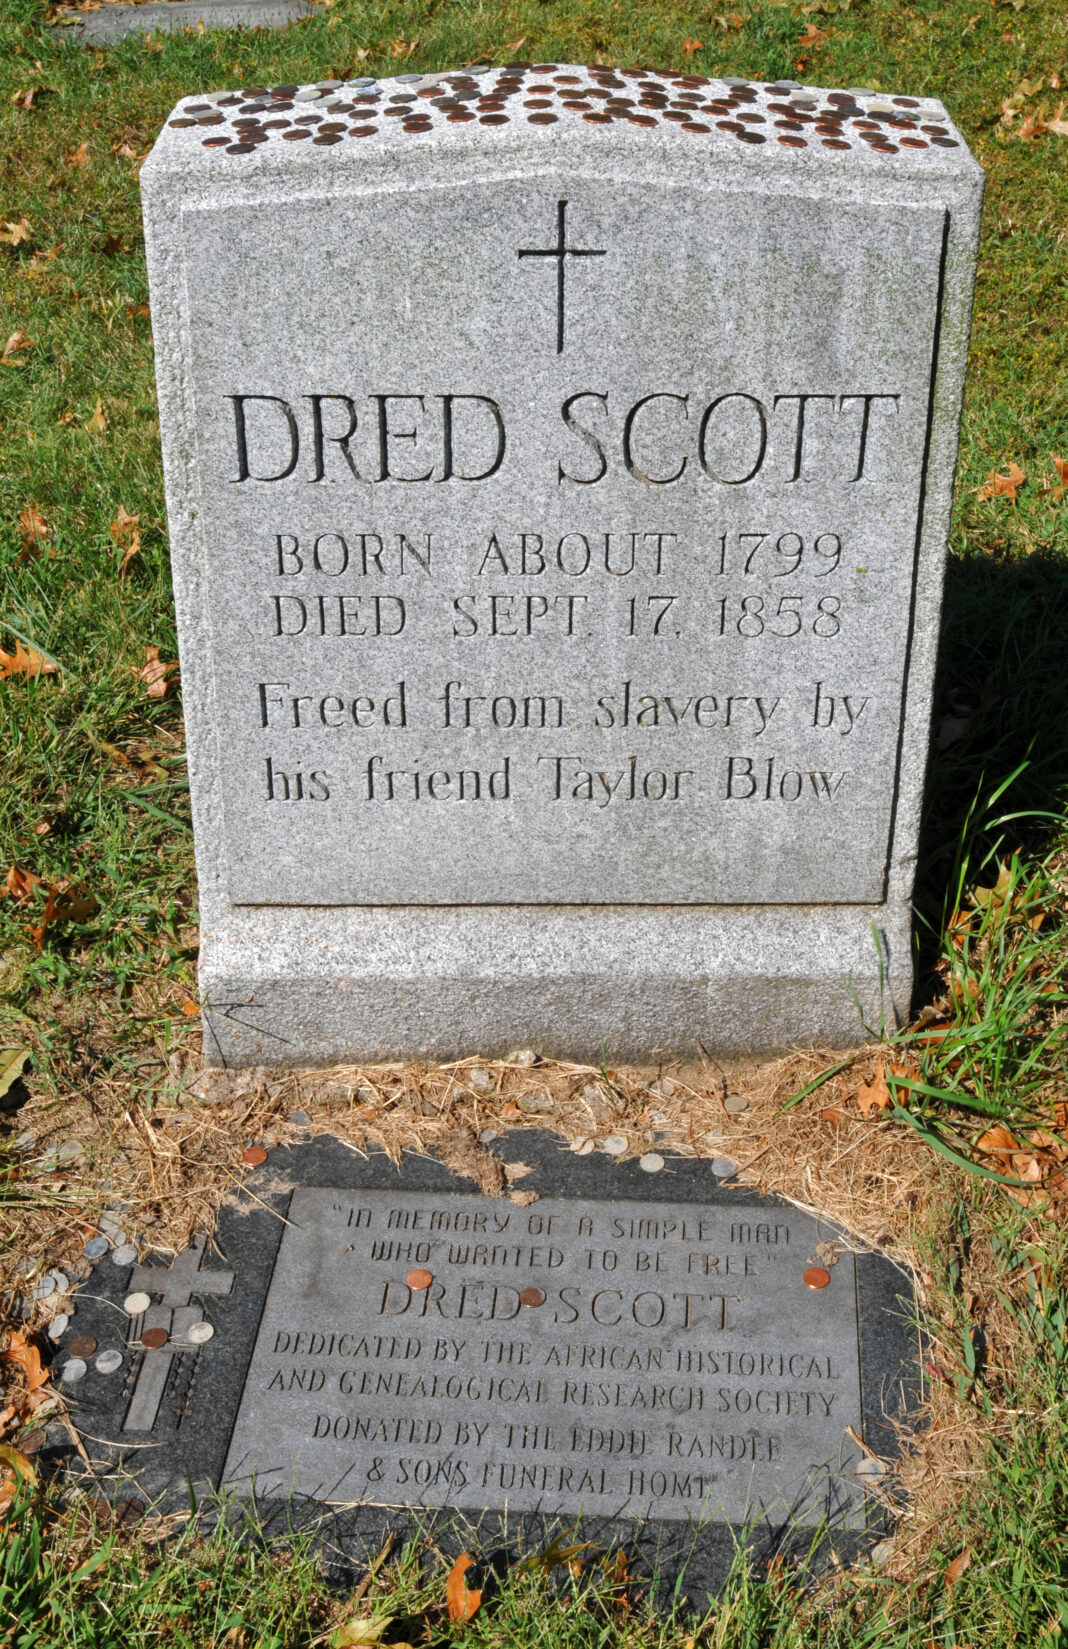 DRED SCOTT
BORN ABOUT 1799
DIED SEPT. 17, 1858
Freed from slavery by
his friend Taylor Blow
"IN MEMORY OF A SIMPLE MAN
WHO WANTED TO BE FREE"
DRED SCOTT
DEDICATED BY THE AFRICAN HISTORICAL
AND GENEALOGICAL RESEARCH SOCIETY
DONATED BY THE EDDIE RANDLE
& SONS FUNERAL HOME